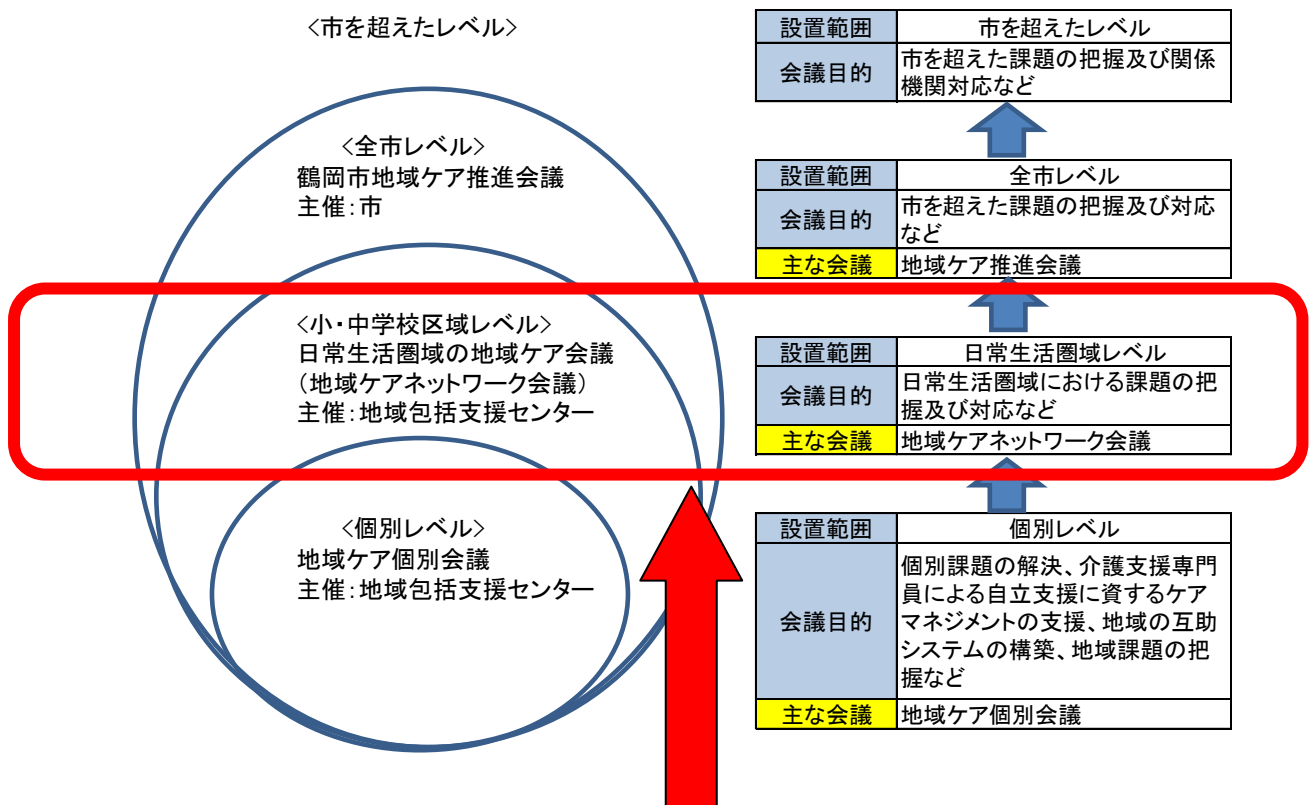 <市を超えたレベル>
<全市レベル>
鶴岡市地域ケア推進会議
主催:市
<小・中学校区域レベル>
日常生活圏域の地域ケア会議
(地域ケアネットワーク会議)
主催:地域包括支援センター
<個別レベル>
地域ケア個別会議
主催:地域包括支援センター
設置範囲 市を超えたレベル
会議目的 市を超えた課題の把握及び関係
機関対応など
設置範囲 全市レベル
会議目的 市を超えた課題の把握及び対応
など
主な会議 地域ケア推進会議
設置範囲 日常生活圏域レベル
会議目的 日常生活圏域における課題の把
握及び対応など
主な会議 地域ケアネットワーク会議
設置範囲 個別レベル
会議目的 個別課題の解決、介護支援専門
員による自立支援に資するケア
マネジメントの支援、地域の互助
システムの構築、地域課題の把
握など
主な会議 地域ケア個別会議